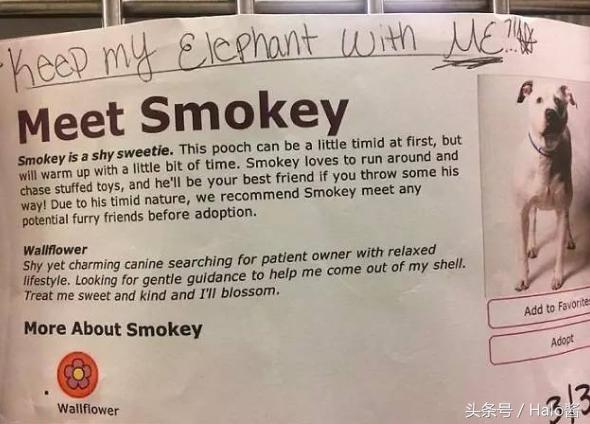 Keep my Elephant with ME...
Meet Smokey
Smokey is a shy sweetie. This pooch can be a little timid at first, but
will warm up with a little bit of time. Smokey loves to run around and
chase stuffed toys, and he'll be your best friend if you throw some his
way! Due to his timid nature, we recommend Smokey meet any
potential furry friends before adoption.
Wallflower
Shy yet charming canine searching for patient owner with relaxed
lifestyle. Looking for gentle guidance to help me come out of my shell.
Treat me sweet and kind and I'll blossom.
Add to Favorites
Adopt
More About Smokey
Wallflower
头条号 / Halo酱